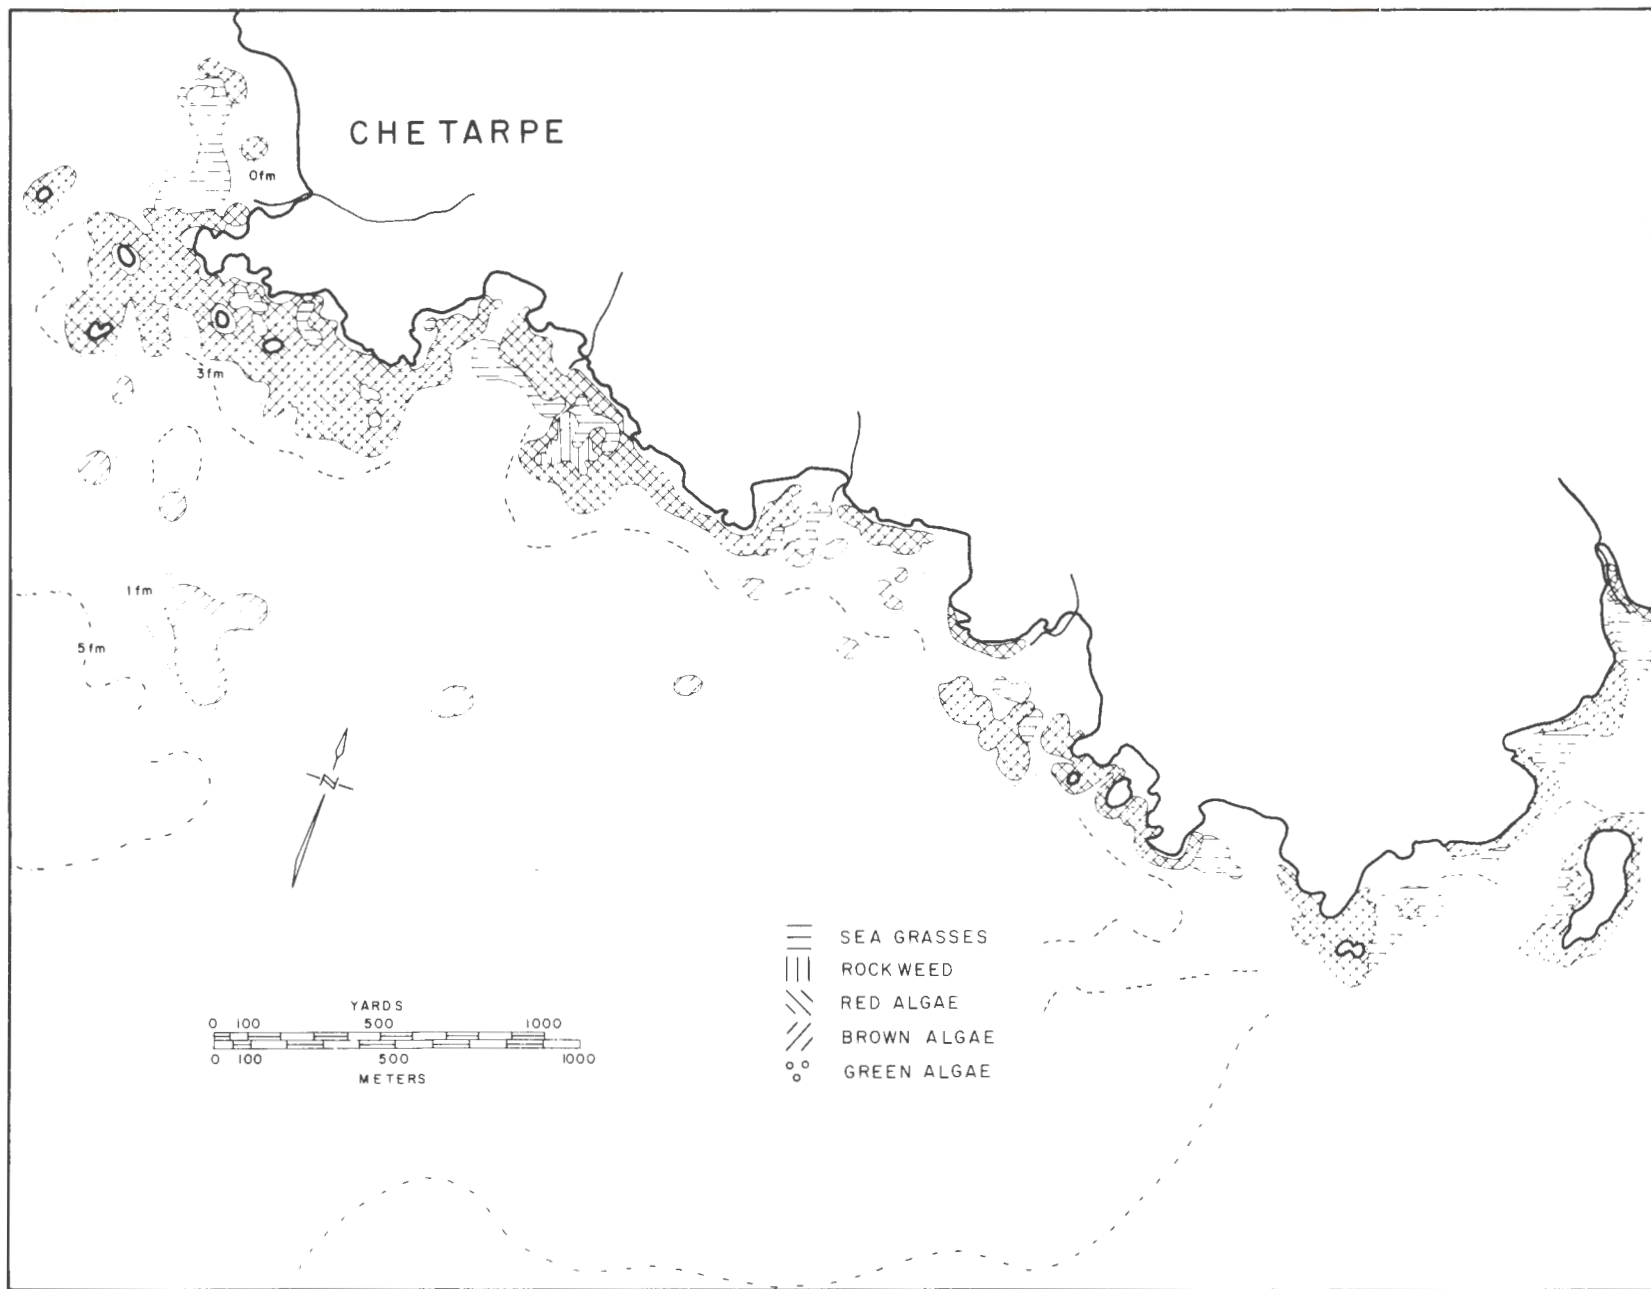 CHETARPE
0fm
3fm
1fm
5fm
N
SEA GRASSES
ROCKWEED
RED ALGAE
BROWN ALGAE
GREEN ALGAE
YARDS
0 100 500 1000
0 100 500 1000
METERS